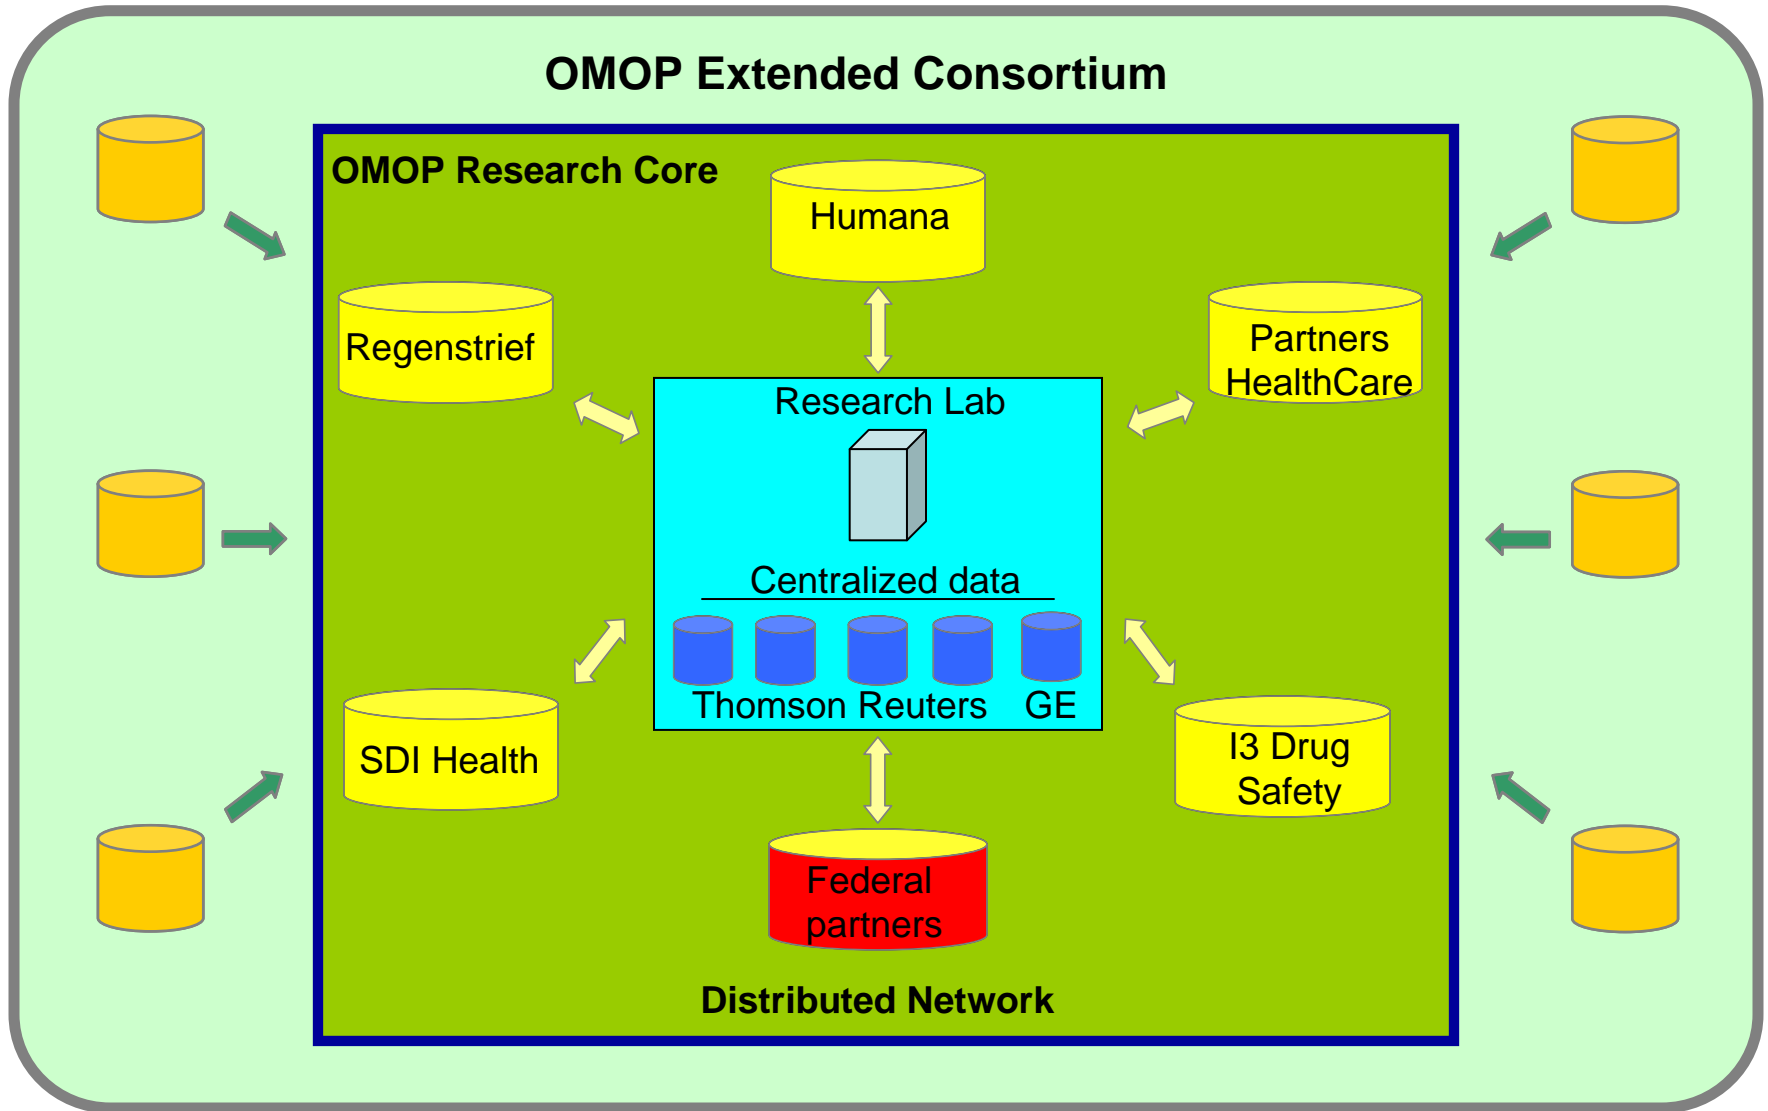 OMOP Extended Consortium
OMOP Research Core
Humana
Regenstrief
Partners
HealthCare
Research Lab
Centralized data
Thomson Reuters GE
SDI Health
I3 Drug
Safety
Federal
partners
Distributed Network